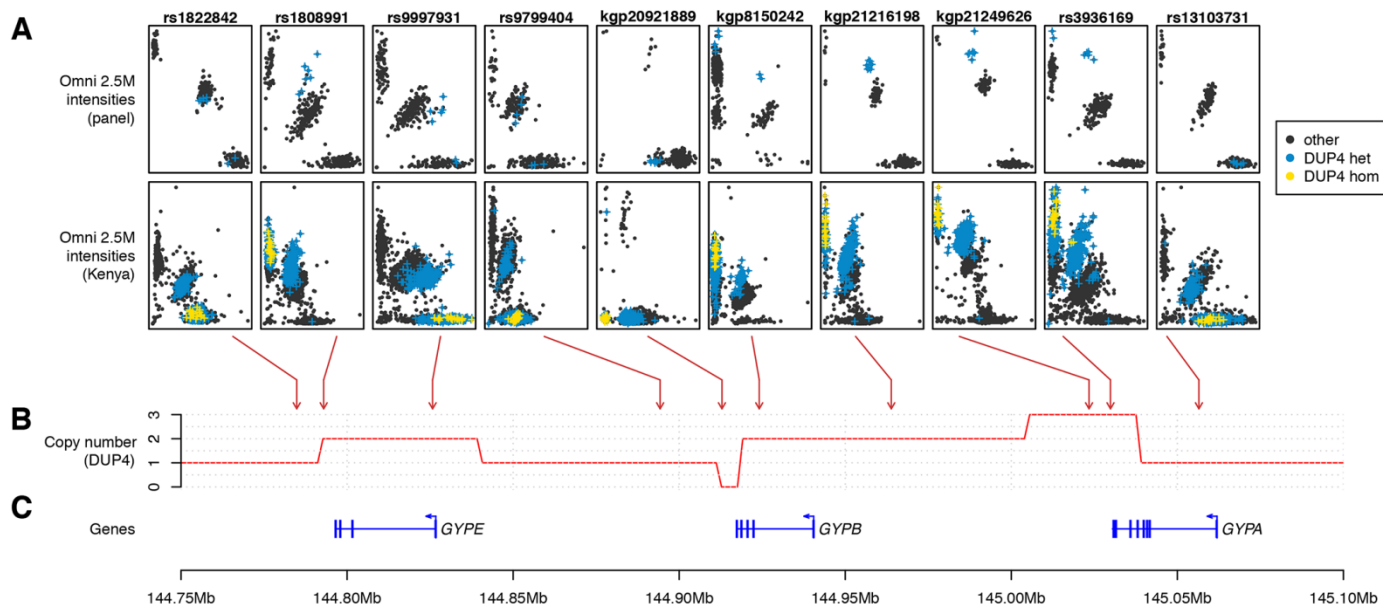 A
rs1822842 rs1808991 rs9997931 rs9799404 kgp20921889 kgp8150242 kgp21216198 kgp21249626 rs3936169 rs13103731
Omni 2.5M
intensities
(panel)
other
DUP4 het
DUP4 hom
Omni 2.5M
intensities
(Kenya)
B
Copy number
(DUP4)
3
2
1
0
C
Genes
GYPE GYPB GYPA
144.75Mb 144.80Mb 144.85Mb 144.90Mb 144.95Mb 145.00Mb 145.05Mb 145.10Mb